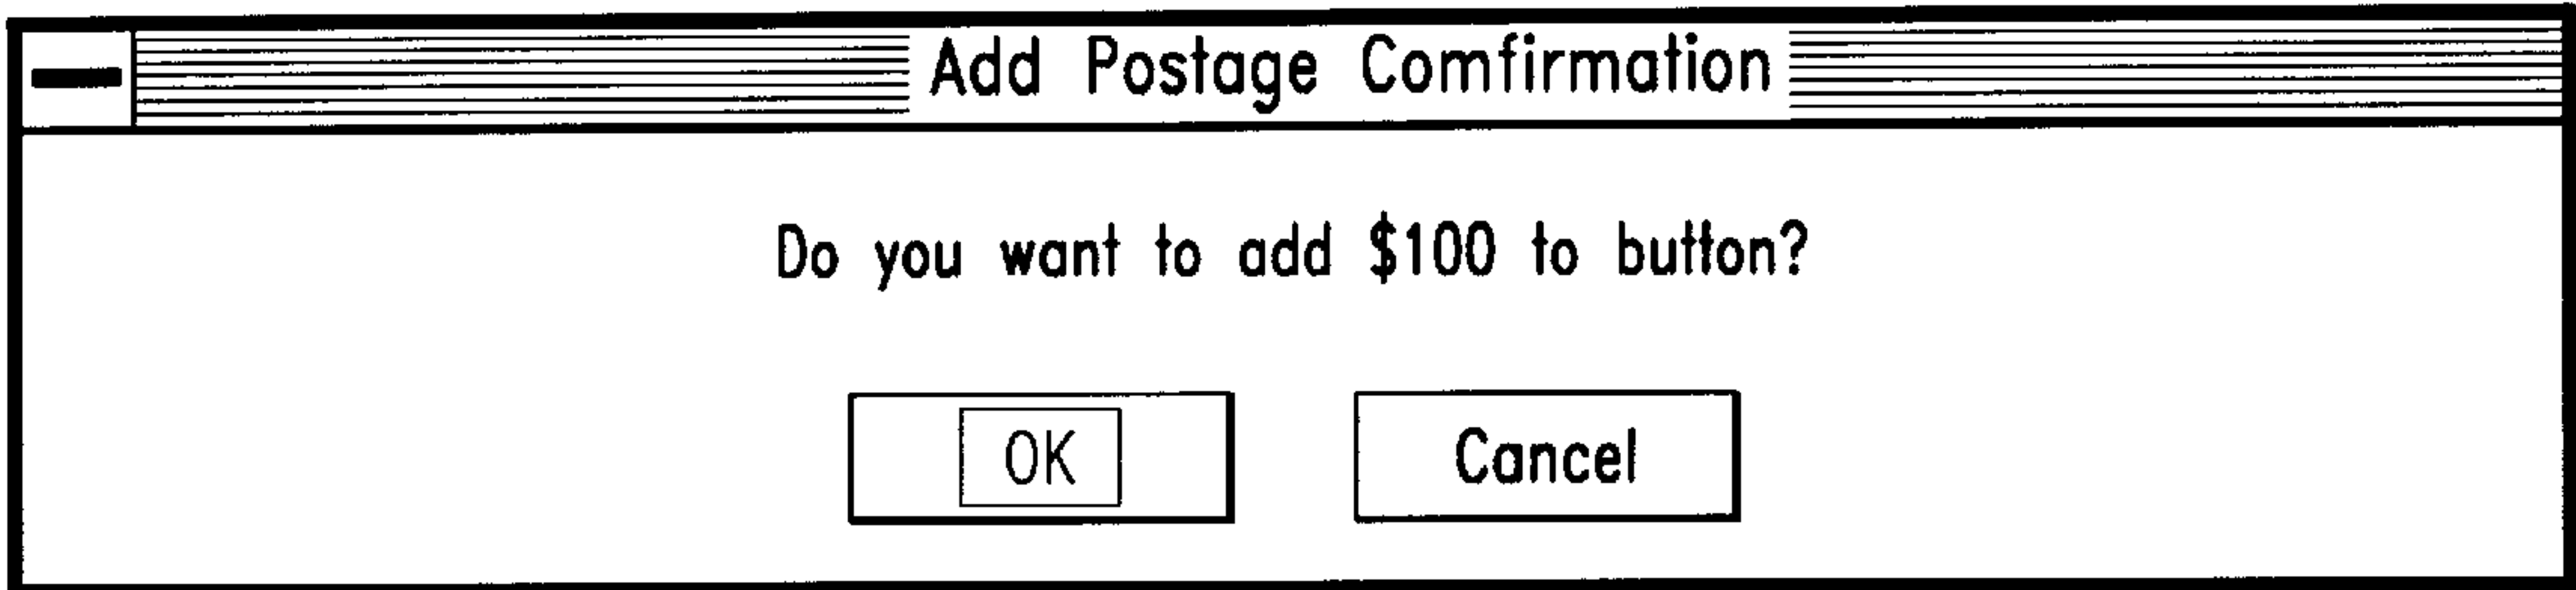 Add Postage Comfirmation
Do you want to add $100 to button?
OK Cancel